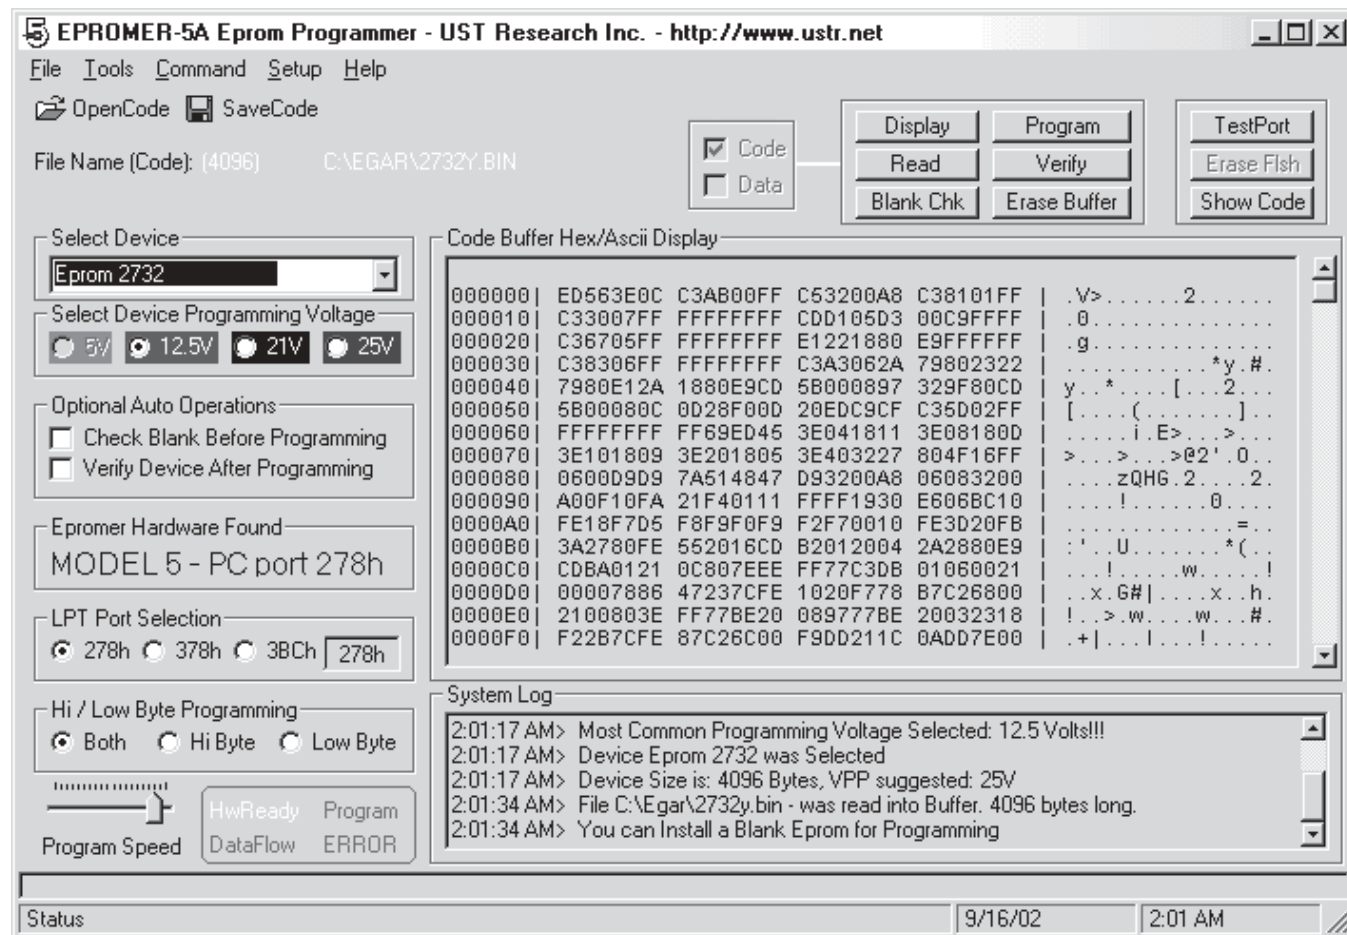 5 EPROMER-5A Eprom Programmer - UST Research Inc. - http://www.ustr.net
File Tools Command Setup Help
OpenCode SaveCode
File Name (Code): (4096) C:\EGAR\2732Y.BIN
Code
Data
Display Program
Read Verify
Blank Chk Erase Buffer
TestPort
Erase Flsh
Show Code
Select Device
Eprom 2732
Select Device Programming Voltage
5V 12.5V 21V 25V
Optional Auto Operations
Check Blank Before Programming
Verify Device After Programming
Epromer Hardware Found
MODEL 5 - PC port 278h
LPT Port Selection
278h 378h 3BCh 278h
Hi / Low Byte Programming
Both Hi Byte Low Byte
Program Speed
HwReady Program
DataFlow ERROR
Code Buffer Hex/Ascii Display
000000| ED563E0C C3AB00FF C53200A8 C38101FF | .V>......2.......
000010| C33007FF FFFFFFFF CDD105D3 00C9FFFF | .0..............
000020| C36705FF FFFFFFFF E1221880 E9FFFFFF | .g..............
000030| C38306FF FFFFFFFF C3A3062A 79802322 | ...........*y.#.
000040| 7980E12A 1880E9CD 5B000897 329F80CD | y..*....[...2...
000050| 5B00080C 0D28F00D 20EDC9CF C35D02FF | [....(.......]..
000060| FFFFFFFF FF69ED45 3E041811 3E08180D | .....i.E>...>...
000070| 3E101809 3E201805 3E403227 804F16FF | >...>...>@2'.O..
000080| 0600D9D9 7A514847 D93200A8 06083200 | ....zQHG.2....2.
000090| A00F10FA 21F40111 FFFF1930 E606BC10 | ....!......0....
0000A0| FE18F7D5 F8F9F0F9 F2F70010 FE3D20FB | .............=..
0000B0| 3A2780FE 552016CD B2012004 2A2880E9 | :'..U.......*(..
0000C0| CDBA0121 0C807EEE FF77C3DB 01060021 | ...!.....w.....!
0000D0| 00007886 47237CFE 1020F778 B7C26800 | ..x.G#|....x..h.
0000E0| 2100803E FF77BE20 089777BE 20032318 | !..>.w....w...#.
0000F0| F22B7CFE 87C26C00 F9DD211C 0ADD7E00 | .+|...l...!.....
System Log
2:01:17 AM> Most Common Programming Voltage Selected: 12.5 Volts!!!
2:01:17 AM> Device Eprom 2732 was Selected
2:01:17 AM> Device Size is: 4096 Bytes, VPP suggested: 25V
2:01:34 AM> File C:\Egar\2732y.bin - was read into Buffer. 4096 bytes long.
2:01:34 AM> You can Install a Blank Eprom for Programming
Status 9/16/02 2:01 AM